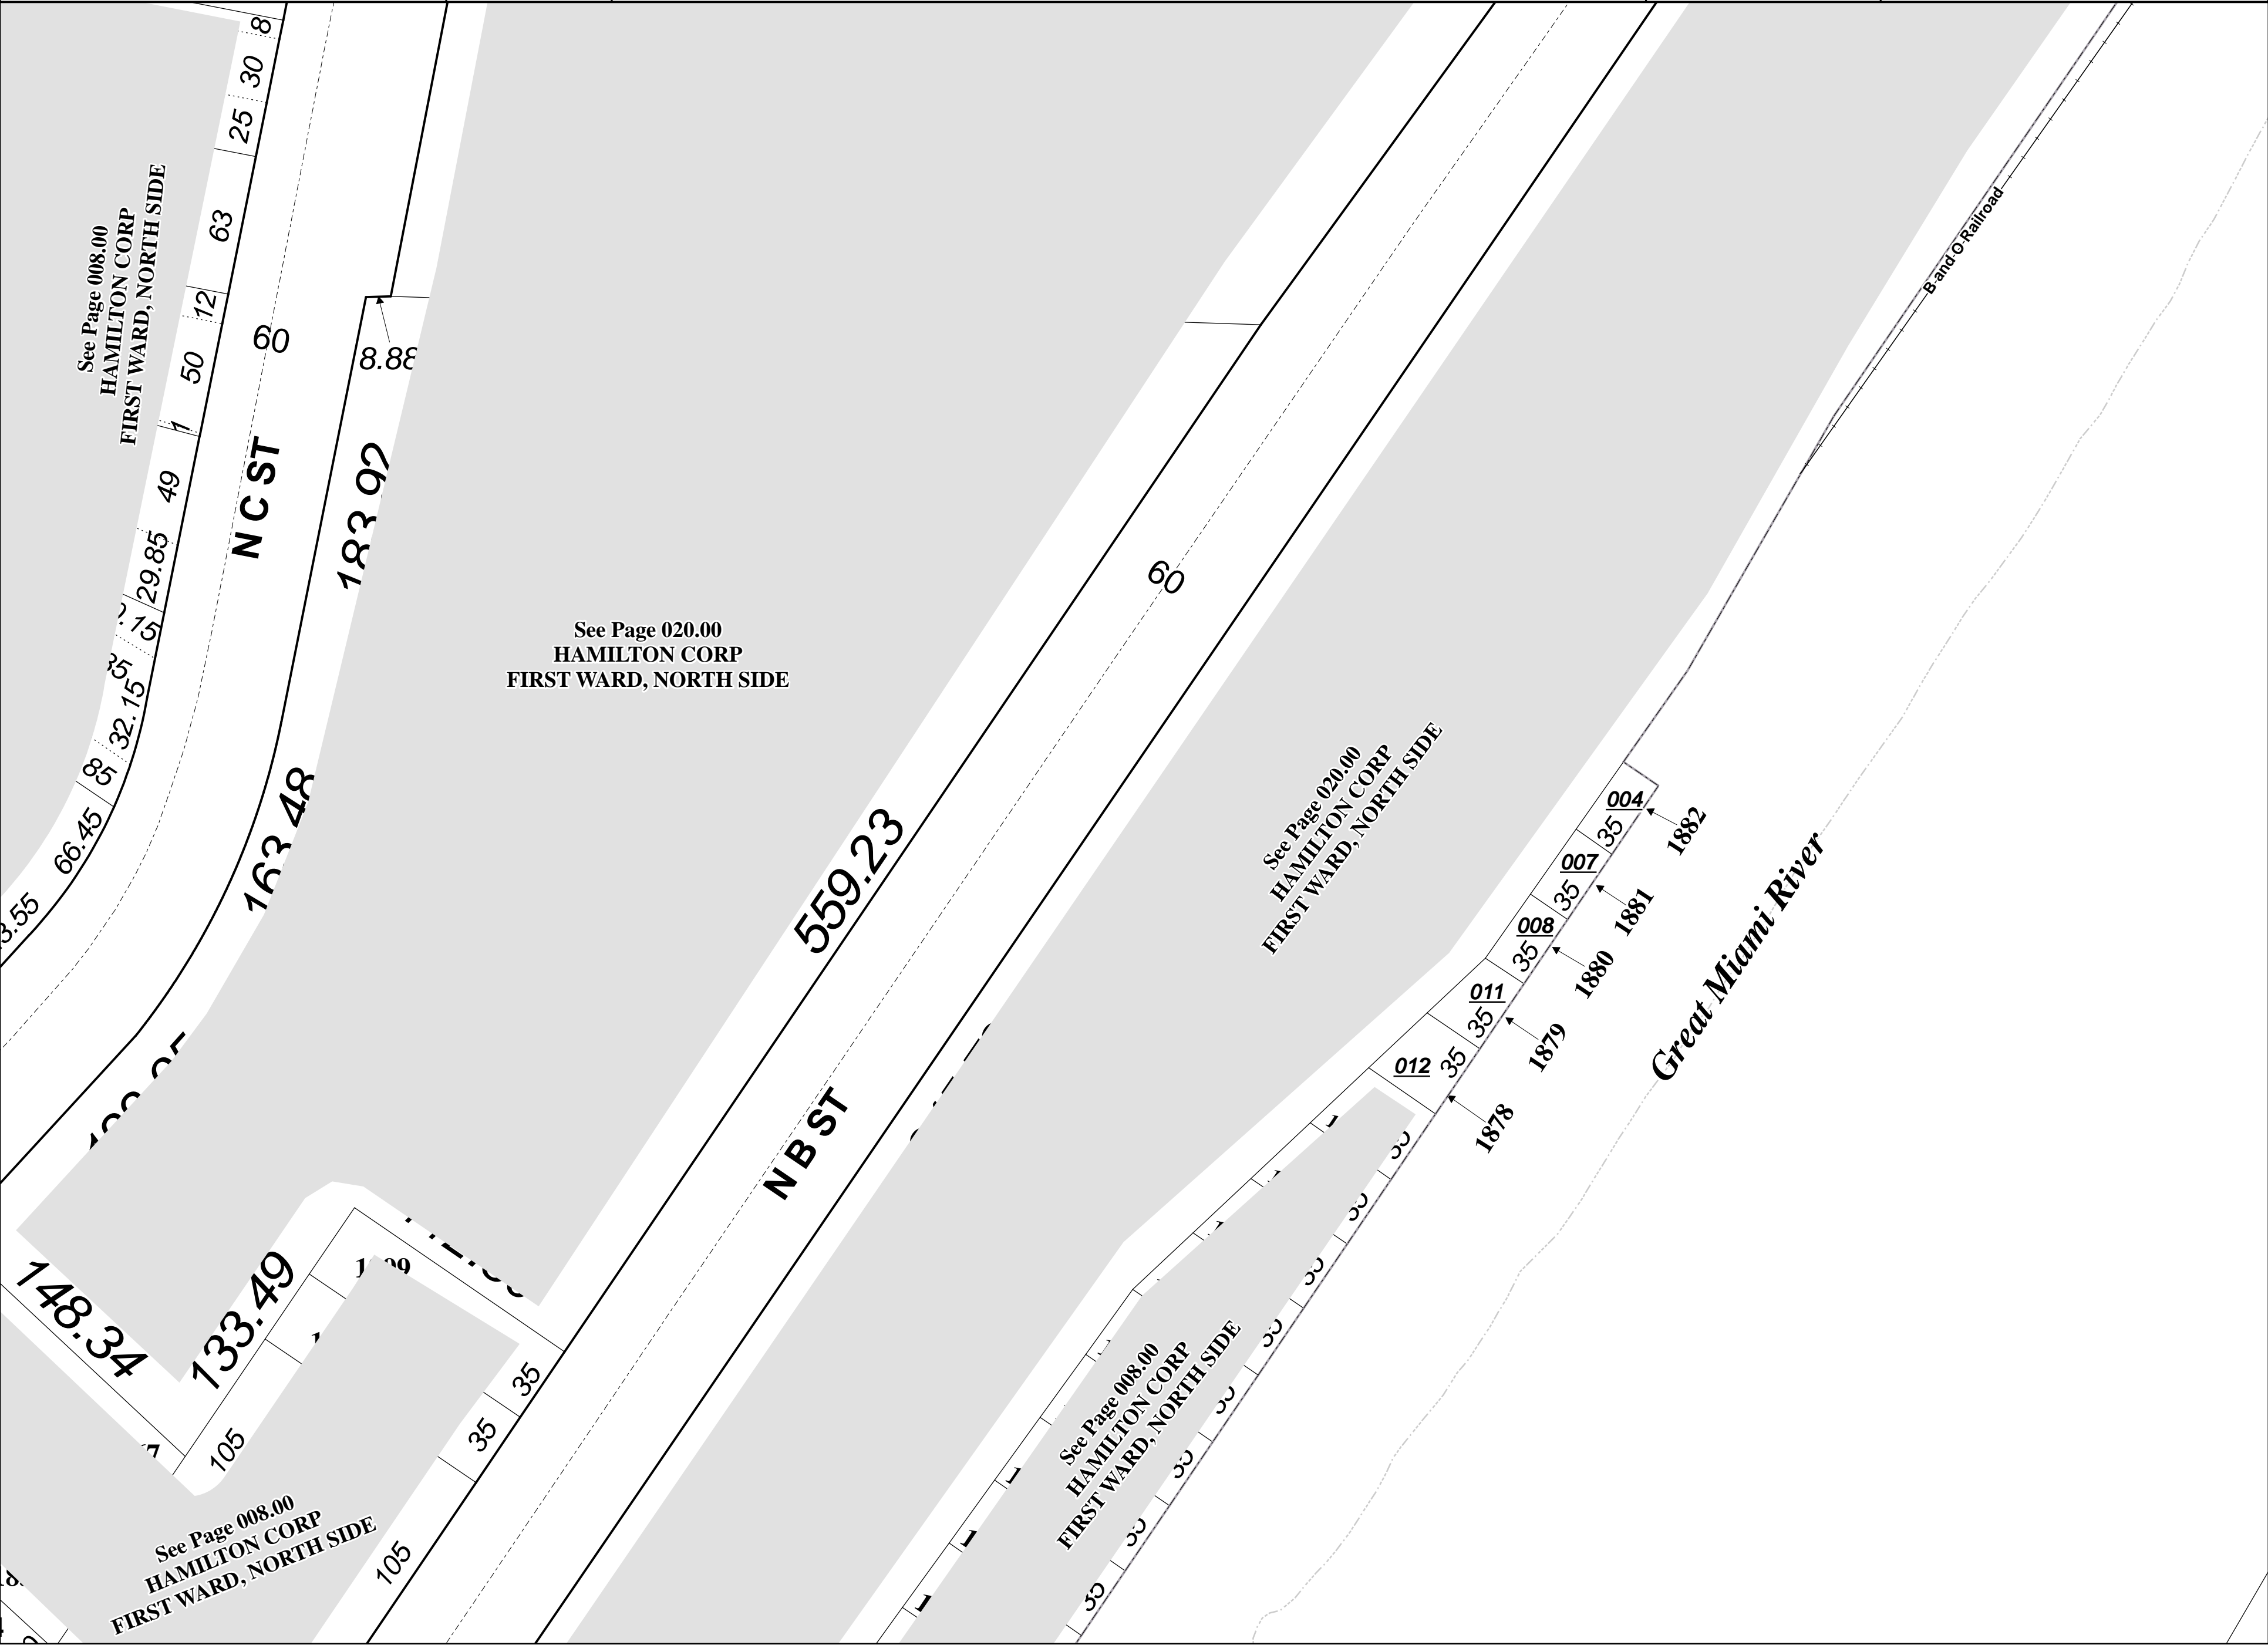 8
30
25
63
12
50
1
49
29.85
32.15
85
66.45
See Page 008.00
HAMILTON CORP
FIRST WARD, NORTH SIDE
60
N C ST
8.88
183.92
163.48
See Page 020.00
HAMILTON CORP
FIRST WARD, NORTH SIDE
60
559.23
N B ST
B-and-O-Railroad
See Page 020.00
HAMILTON CORP
FIRST WARD, NORTH SIDE
004
35
1882
007
35
1881
008
35
1880
011
35
1879
012
35
1878
Great Miami River
148.34
133.49
105
35
35
105
See Page 008.00
HAMILTON CORP
FIRST WARD, NORTH SIDE
See Page 008.00
HAMILTON CORP
FIRST WARD, NORTH SIDE